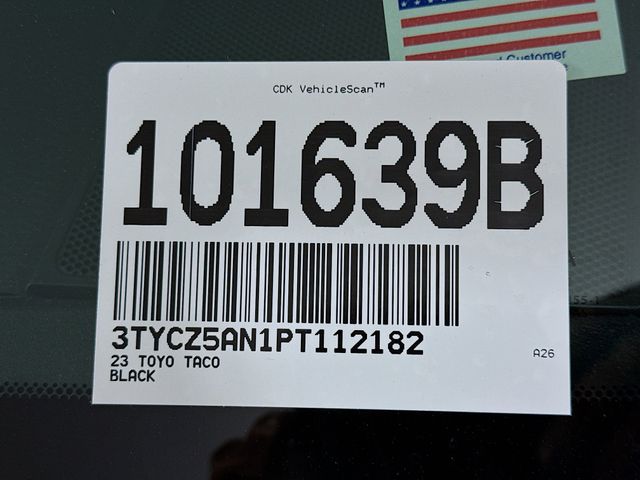 Customer
CDK VehicleScan™
101639B
3TYCZ5AN1PT112182
23 TOYO TACO
BLACK
A26